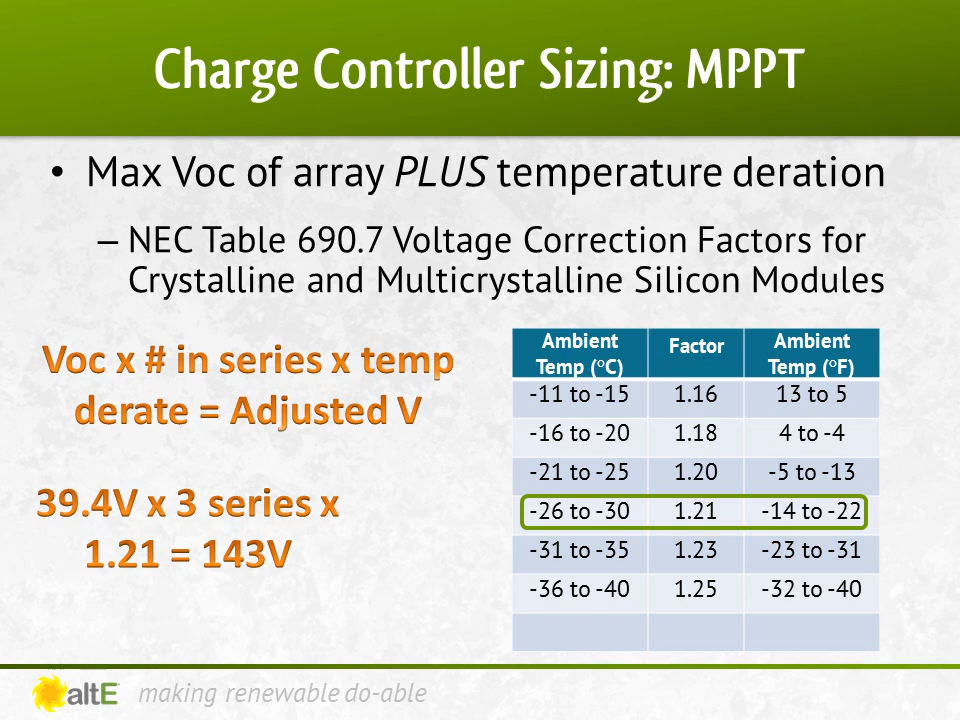 Charge Controller Sizing: MPPT
• Max Voc of array PLUS temperature deration
– NEC Table 690.7 Voltage Correction Factors for
Crystalline and Multicrystalline Silicon Modules
Voc x # in series x temp
derate = Adjusted V
39.4V x 3 series x
1.21 = 143V
Ambient Temp (°C) Factor Ambient Temp (°F)
-11 to -15 1.16 13 to 5
-16 to -20 1.18 4 to -4
-21 to -25 1.20 -5 to -13
-26 to -30 1.21 -14 to -22
-31 to -35 1.23 -23 to -31
-36 to -40 1.25 -32 to -40
altE making renewable do-able